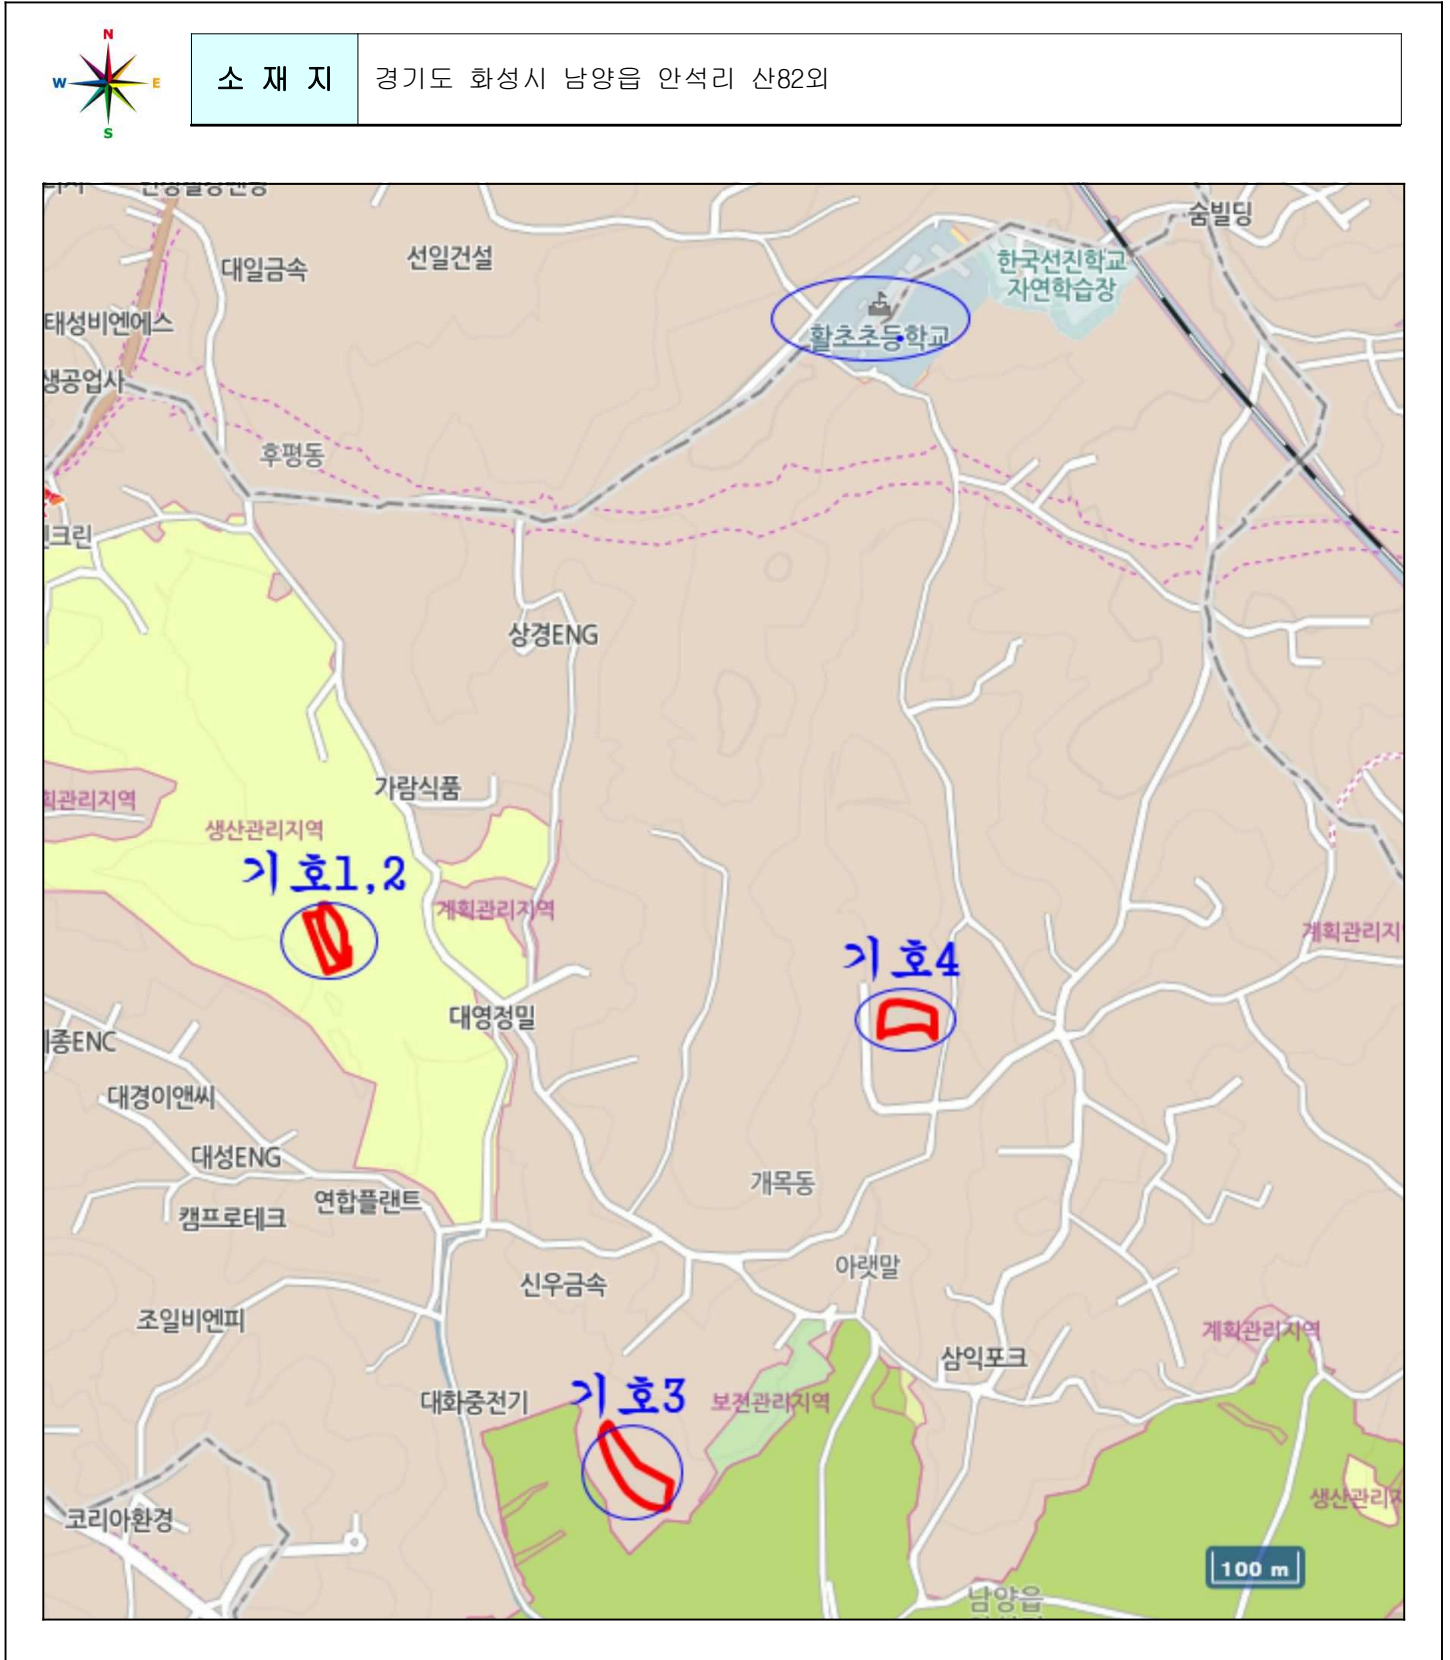 N
W
E
S
소 재 지
경기도 화성시 남양읍 안석리 산82외
숨빌딩
대일금속
선일건설
한국선진학교
자연학습장
태성비엔에스
활초초등학교
생공업사
후평동
크린
상경ENG
가람식품
획관리지역
생산관리지역
기호1,2
계획관리지역
계획관리지
기호4
대영정밀
종ENC
대경이앤씨
대성ENG
개목동
연합플랜트
캠프로테크
아랫말
신우금속
조일비엔피
계획관리지역
삼익포크
대화중전기
기호3
보전관리지역
생산관리지
코리아환경
100 m
남양읍